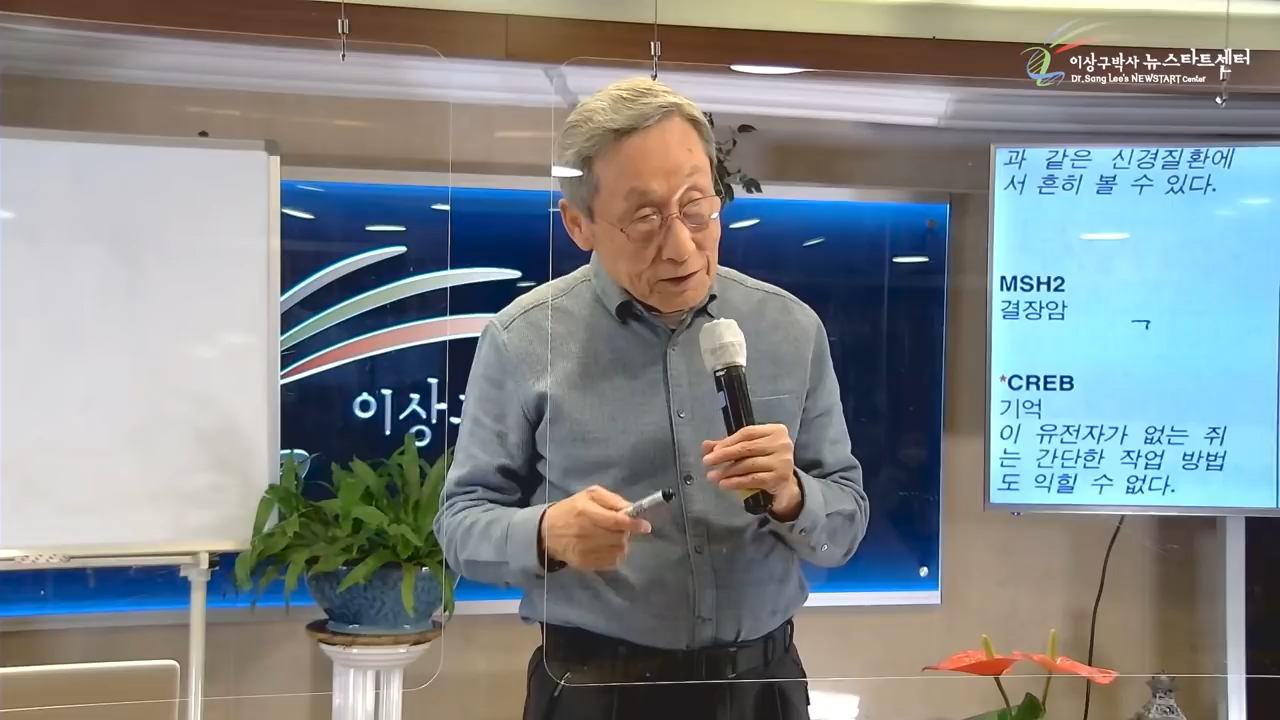 이상구박사 뉴스타트센터
Dr. Sang Lee's NEWSTART Center
과 같은 신경질환에
서 흔히 볼 수 있다.
MSH2
결장암
ㄱ
*CREB
기억
이 유전자가 없는 쥐
는 간단한 작업 방법
도 익힐 수 없다.
이상